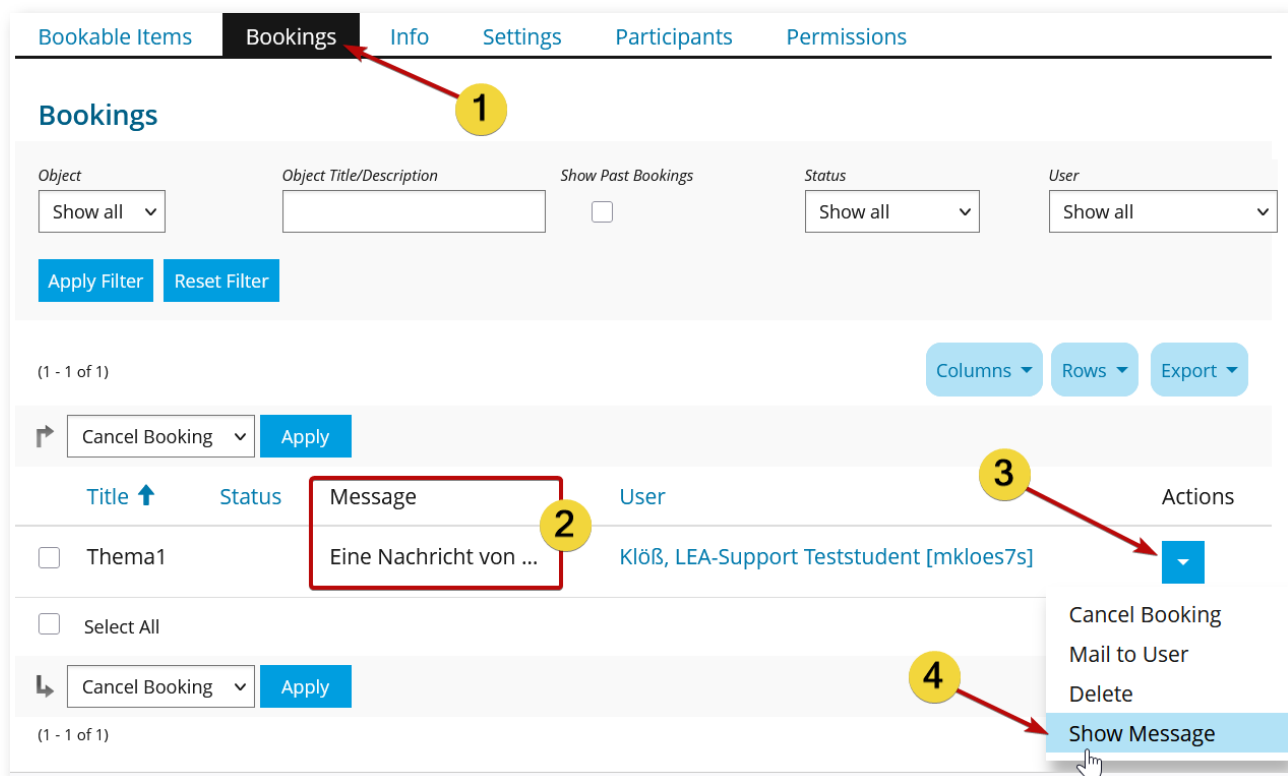 Bookable Items Bookings Info Settings Participants Permissions
1
Bookings
Object Object Title/Description Show Past Bookings Status User
Show all Show all Show all
Apply Filter Reset Filter
(1 - 1 of 1) Columns Rows Export
Cancel Booking Apply
3
Title Status Message User Actions
2
Thema1 Eine Nachricht von ... Klöß, LEA-Support Teststudent [mkloes7s]
Cancel Booking
Select All
Mail to User
4
Cancel Booking Apply Delete
(1 - 1 of 1) Show Message